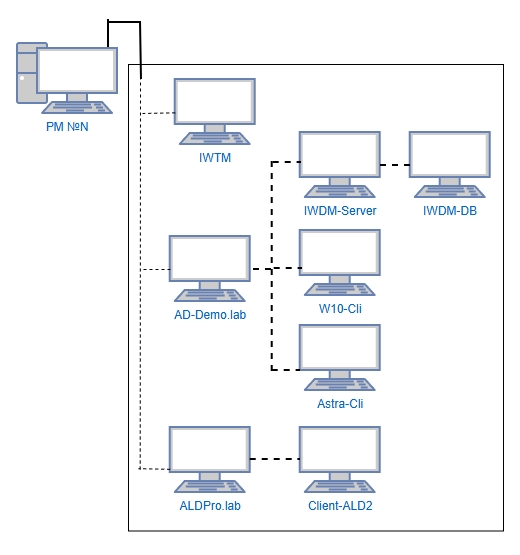 РМ №N
IWTM
IWDM-Server
IWDM-DB
AD-Demo.lab
W10-Cli
Astra-Cli
ALDPro.lab
Client-ALD2